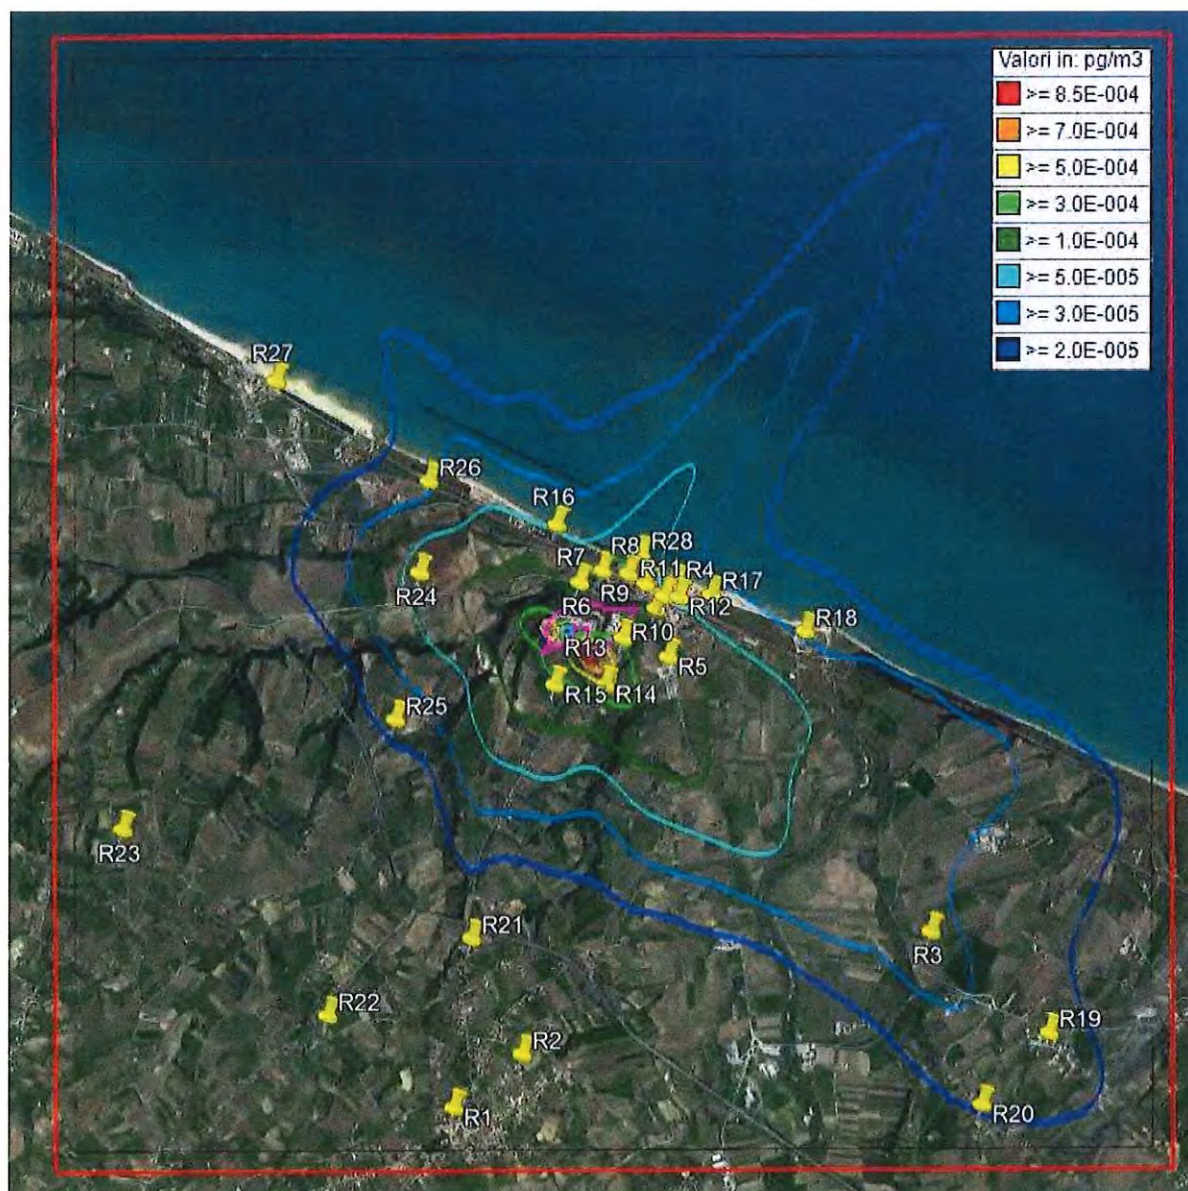 Valori in: pg/m3
>= 8.5E-004
>= 7.0E-004
>= 5.0E-004
>= 3.0E-004
>= 1.0E-004
>= 5.0E-005
>= 3.0E-005
>= 2.0E-005
R27
R26
R16
R28
R8
R7
R11
R4
R17
R24
R9
R12
R18
R6
R10
R13
R5
R15
R14
R25
R23
R21
R3
R22
R19
R2
R1
R20